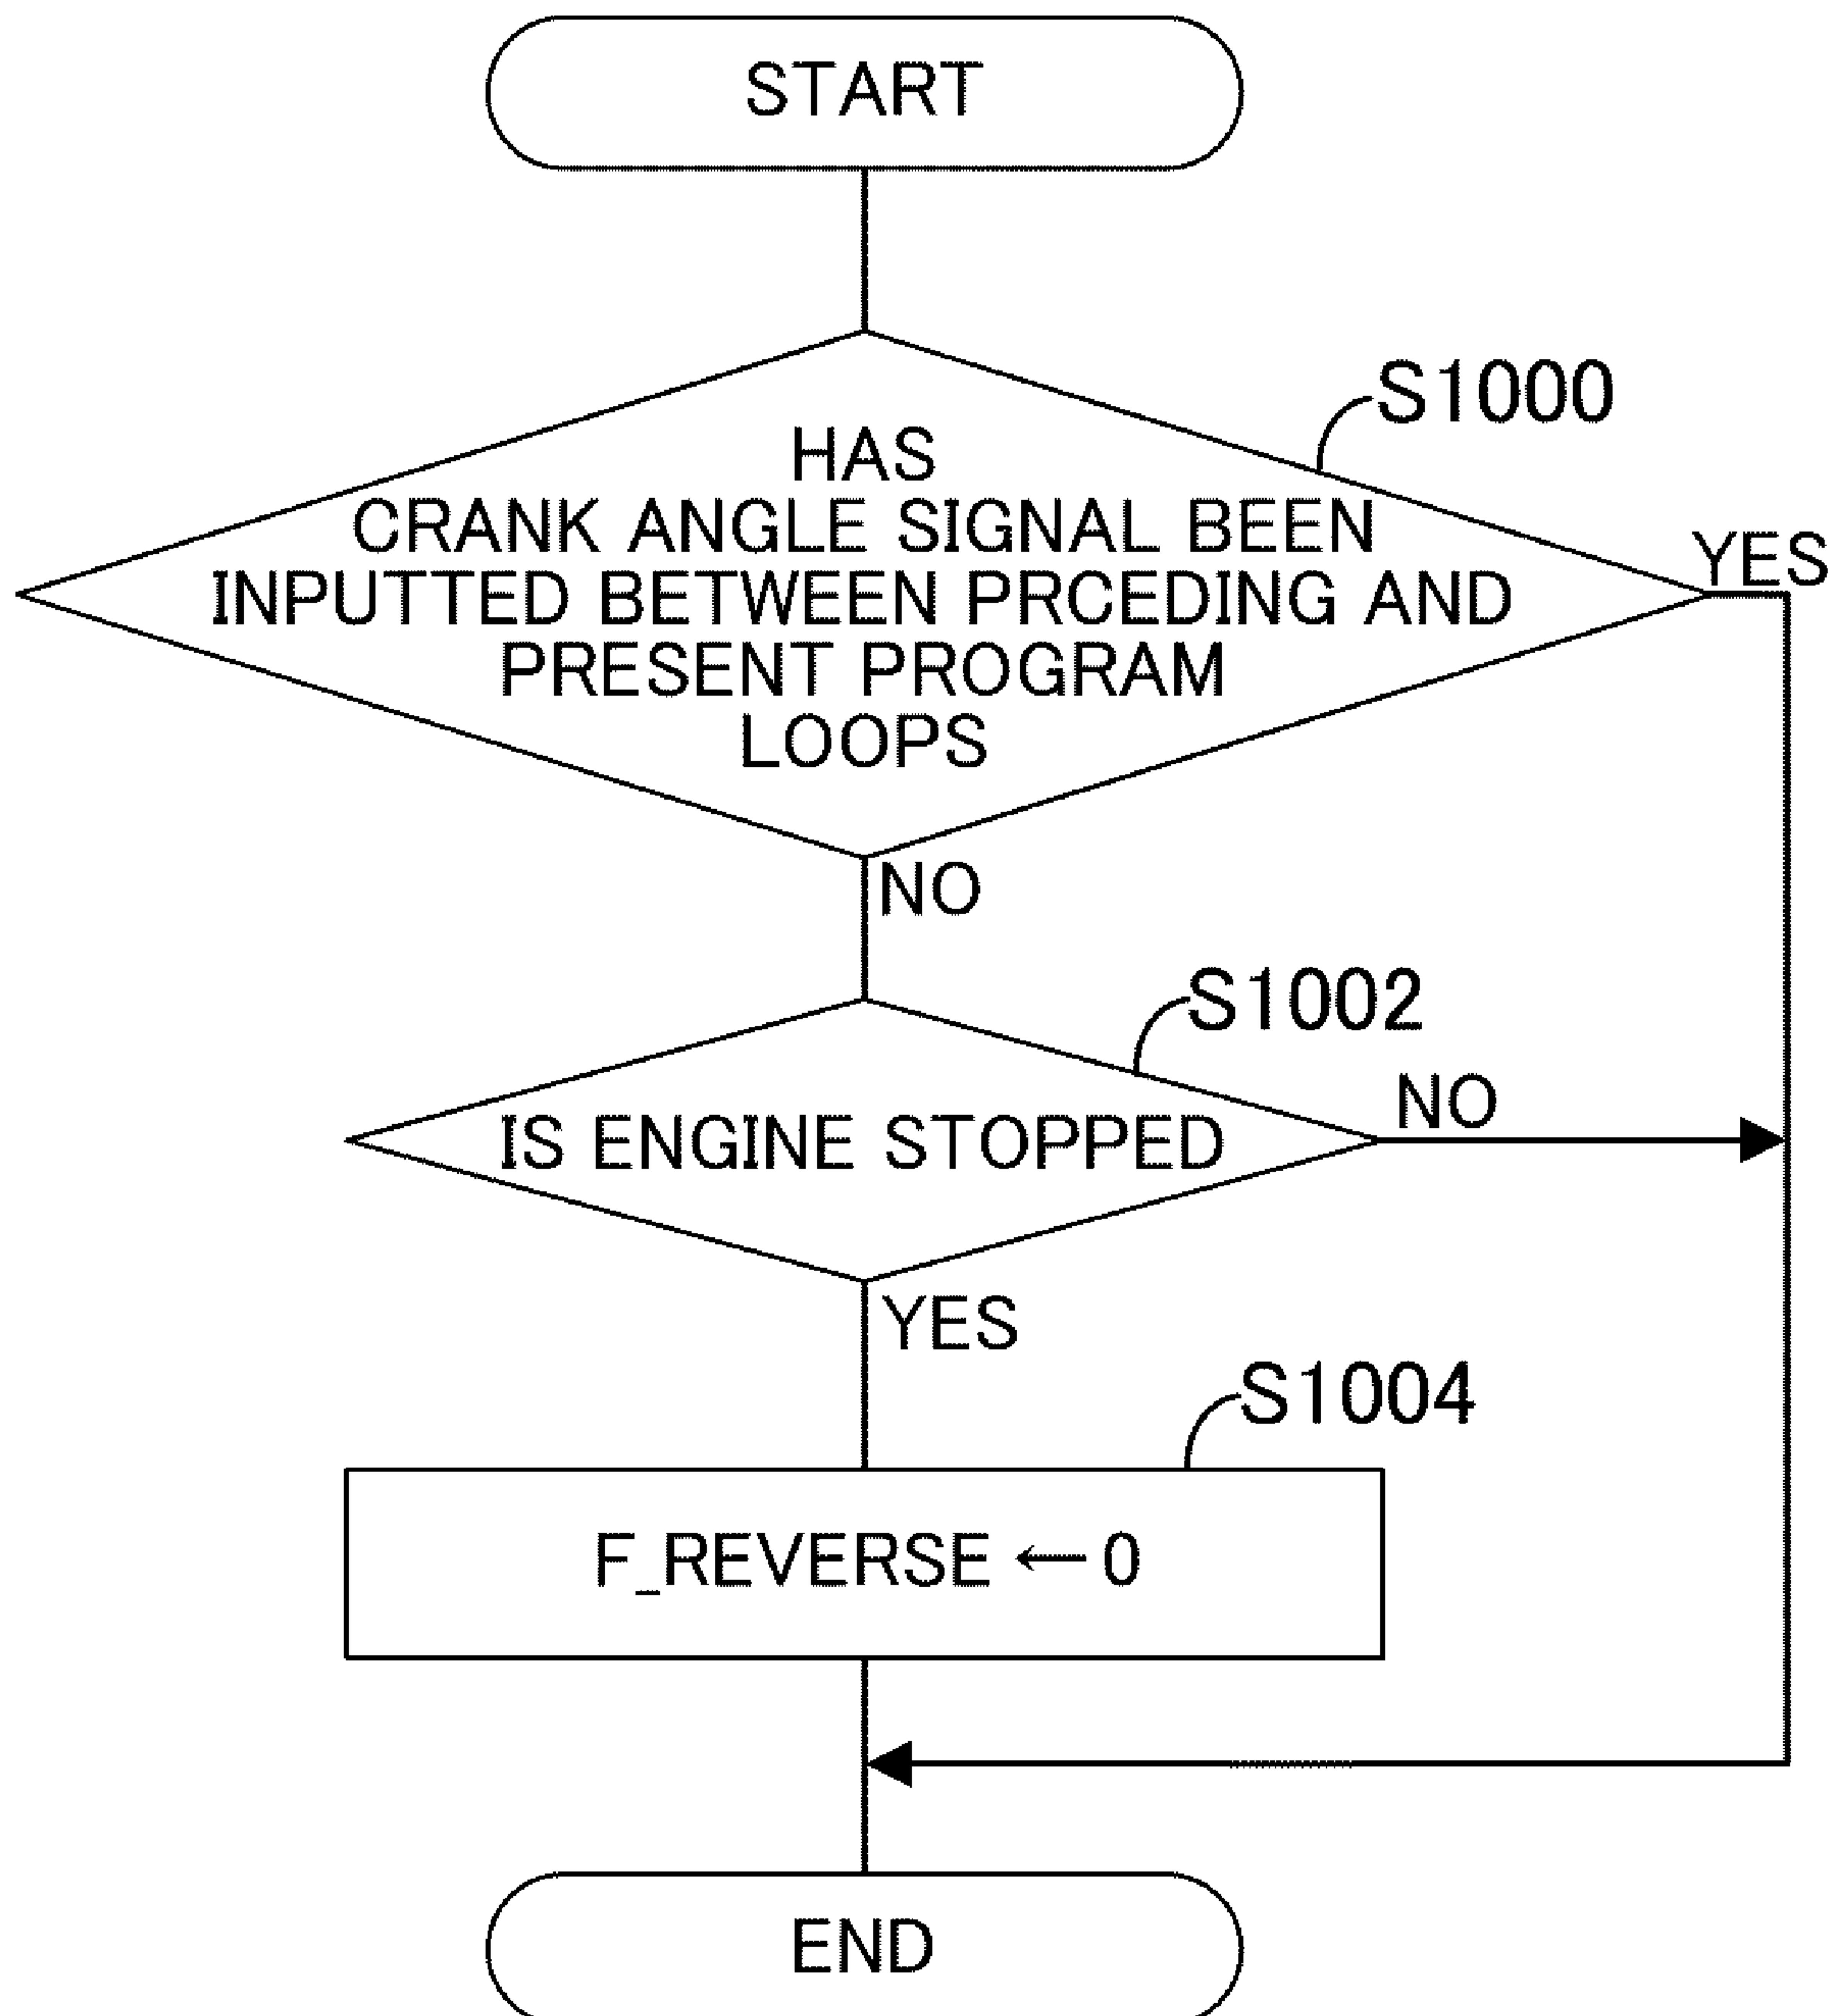 START
S1000
HAS
CRANK ANGLE SIGNAL BEEN
INPUTTED BETWEEN PRCEDING AND
PRESENT PROGRAM
LOOPS
YES
NO
S1002
IS ENGINE STOPPED
NO
YES
S1004
F_REVERSE ← 0
END